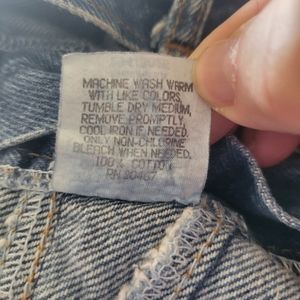 MACHINE WASH WARM
WITH LIKE COLORS,
TUMBLE DRY MEDIUM,
REMOVE PROMPTLY.
COOL IRON IF NEEDED.
ONLY NON-CHLORINE
BLEACH WHEN NEEDED.
100% COTTON
RN